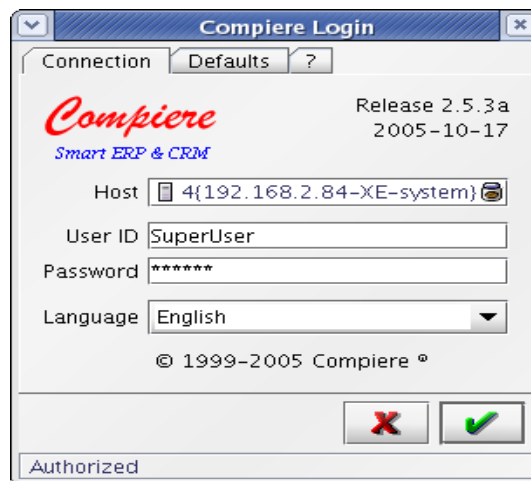 Compiere Login
Connection Defaults ?
Compiere
Smart ERP & CRM
Release 2.5.3a
2005-10-17
Host 4{192.168.2.84-XE-system}
User ID SuperUser
Password ******
Language English
© 1999-2005 Compiere ®
Authorized